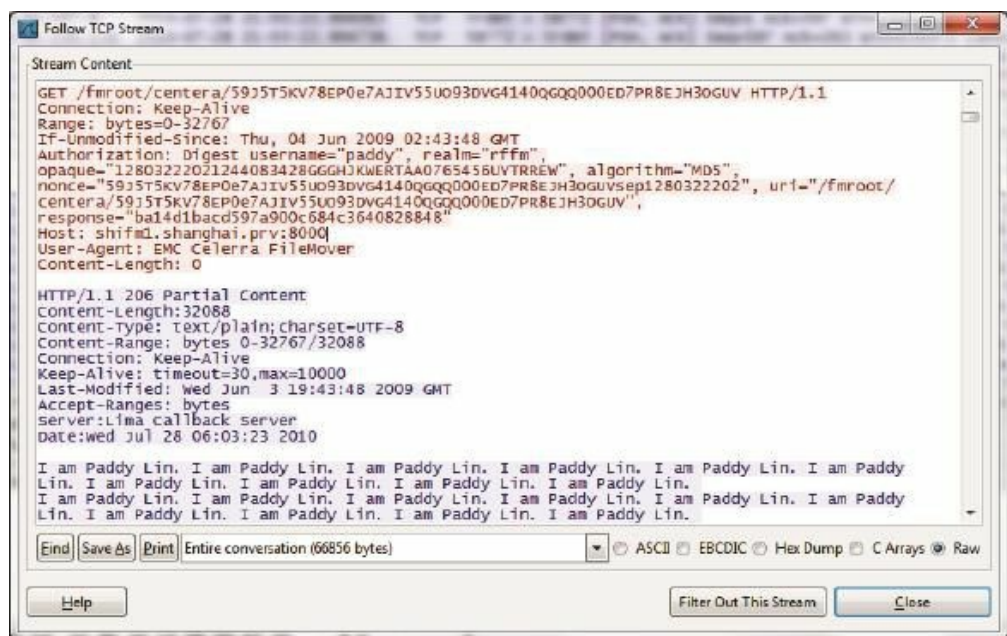 Follow TCP Stream
Stream Content
GET /fmroot/centera/59J5T5KV78EP0e7AJIV55UO93DVG4140QGQQ000ED7PR8EJH3OGUV HTTP/1.1
Connection: Keep-Alive
Range: bytes=0-32767
If-Unmodified-Since: Thu, 04 Jun 2009 02:43:48 GMT
Authorization: Digest username="paddy", realm="rffm",
opaque="12803222021244083428GGGHJKWERTAA0765456UYTRREW", algorithm="MD5",
nonce="59J5T5KV78EP0e7AJIV55UO93DVG4140QGQQ000ED7PR8EJH3OGUVSep1280322202", uri="/fmroot/
centera/59J5T5KV78EP0e7AJIV55UO93DVG4140QGQQ000ED7PR8EJH3OGUV",
response="ba14d1bacd597a900c684c3640828848"
Host: shifm1.shanghai.prv:8000
User-Agent: EMC Celerra FileMover
Content-Length: 0
HTTP/1.1 206 Partial Content
Content-Length:32088
Content-Type: text/plain;charset=UTF-8
Content-Range: bytes 0-32767/32088
Connection: Keep-Alive
Keep-Alive: timeout=30,max=10000
Last-Modified: Wed Jun  3 19:43:48 2009 GMT
Accept-Ranges: bytes
Server:Lima callback server
Date:Wed Jul 28 06:03:23 2010
I am Paddy Lin. I am Paddy Lin. I am Paddy Lin. I am Paddy Lin. I am Paddy Lin. I am Paddy
Lin. I am Paddy Lin. I am Paddy Lin. I am Paddy Lin. I am Paddy Lin.
I am Paddy Lin. I am Paddy Lin. I am Paddy Lin. I am Paddy Lin. I am Paddy Lin. I am Paddy
Lin. I am Paddy Lin. I am Paddy Lin. I am Paddy Lin. I am Paddy Lin.
Find Save As Print Entire conversation (66856 bytes) ASCII EBCDIC Hex Dump C Arrays Raw
Help Filter Out This Stream Close